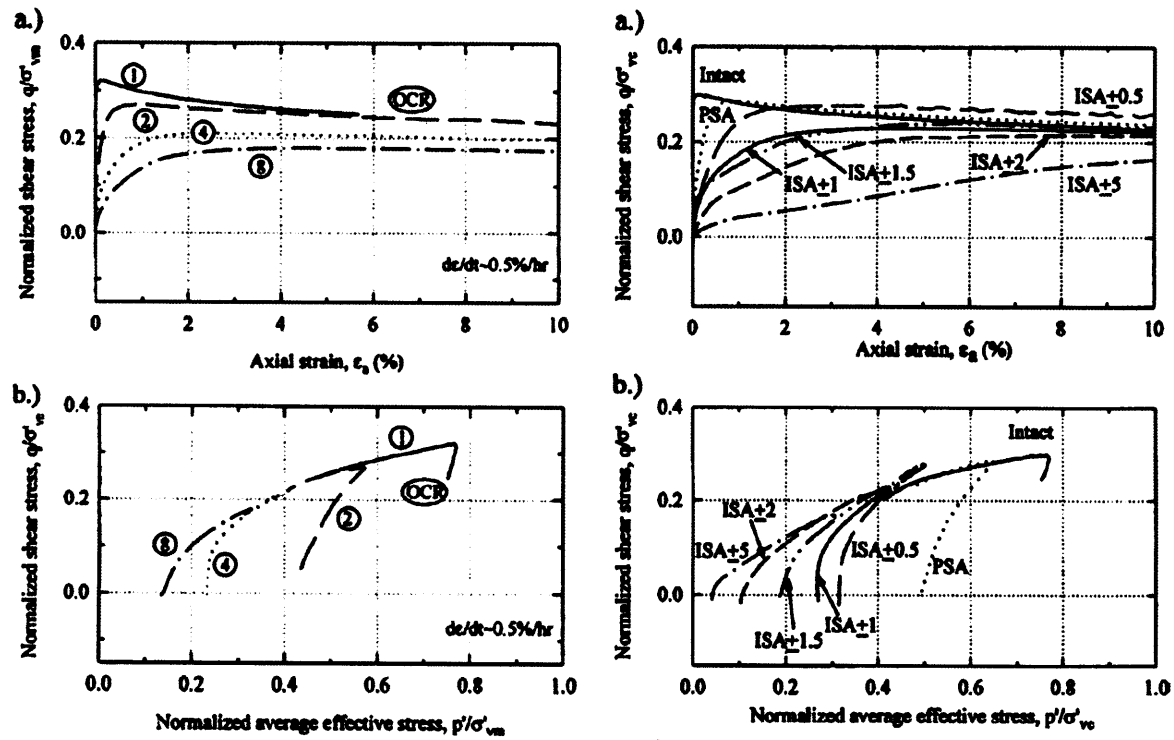 a.)
Normalized shear stress, q/σ'vm
0.4
0.2
0.0
0
2
4
6
8
10
1
2
4
8
OCR
dε/dt~0.5%/hr
Axial strain, εa (%)
b.)
Normalized shear stress, q/σ'vc
0.4
0.2
0.0
0.0
0.2
0.4
0.6
0.8
1.0
1
OCR
2
8
4
dε/dt~0.5%/hr
Normalized average effective stress, p'/σ'vm
a.)
Normalized shear stress, q/σ'vc
0.4
0.2
0.0
0
2
4
6
8
10
Intact
PSA
ISA±0.5
ISA±1
ISA±1.5
ISA±2
ISA±5
Axial strain, εa (%)
b.)
Normalized shear stress, q/σ'vc
0.4
0.2
0.0
0.0
0.2
0.4
0.6
0.8
1.0
Intact
ISA±2
ISA±5
ISA±0.5
PSA
ISA±1
ISA±1.5
Normalized average effective stress, p'/σ'vc